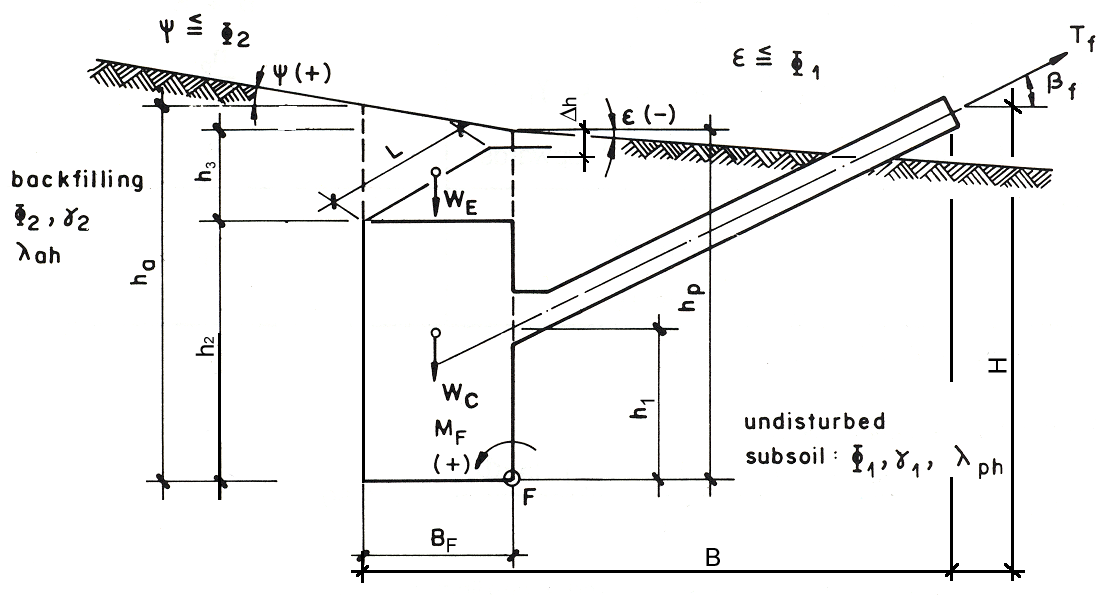 ψ ≦ Φ2
ε ≦ Φ1
Tf
βf
ψ (+)
Δh
ε (-)
L
h3
WE
backfilling
Φ2, γ2
λah
ha
hp
h2
h1
H
WC
MF
(+)
F
undisturbed
subsoil: Φ1, γ1, λph
BF
B